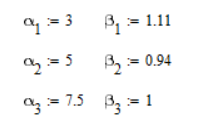 α₁ := 3 β₁ := 1.11
α₂ := 5 β₂ := 0.94
α₃ := 7.5 β₃ := 1